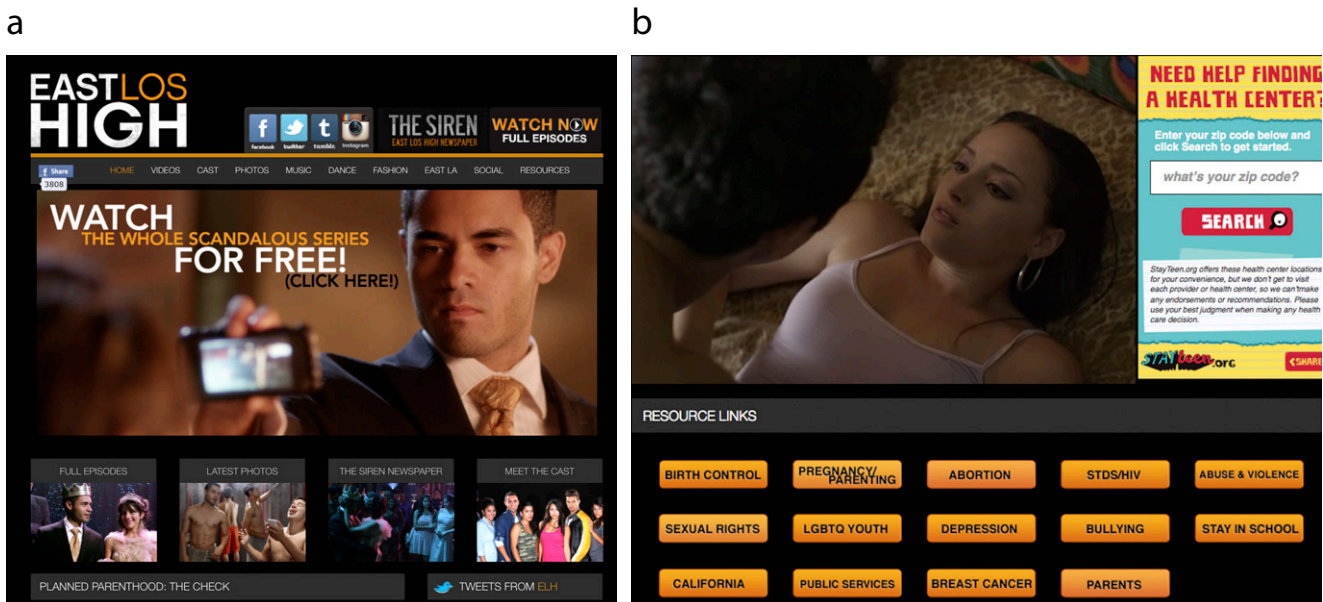 a
EASTLOS
HIGH
facebook twitter tumblr instagram
THE SIREN
EAST LOS HIGH NEWSPAPER
WATCH NOW
FULL EPISODES
f Share
3808
HOME VIDEOS CAST PHOTOS MUSIC DANCE FASHION EAST LA SOCIAL RESOURCES
WATCH
THE WHOLE SCANDALOUS SERIES
FOR FREE!
(CLICK HERE!)
FULL EPISODES
LATEST PHOTOS
THE SIREN NEWSPAPER
MEET THE CAST
PLANNED PARENTHOOD: THE CHECK
TWEETS FROM ELH
b
NEED HELP FINDING
A HEALTH CENTER?
Enter your zip code below and
click Search to get started.
what's your zip code?
SEARCH
StayTeen.org offers these health center locations
for your convenience, but we don't get to visit
each provider or health center, so we can'tmake
any endorsements or recommendations. Please
use your best judgment when making any health
care decision.
STAYteen.org
SHARE
RESOURCE LINKS
BIRTH CONTROL
PREGNANCY/
PARENTING
ABORTION
STDS/HIV
ABUSE & VIOLENCE
SEXUAL RIGHTS
LGBTQ YOUTH
DEPRESSION
BULLYING
STAY IN SCHOOL
CALIFORNIA
PUBLIC SERVICES
BREAST CANCER
PARENTS